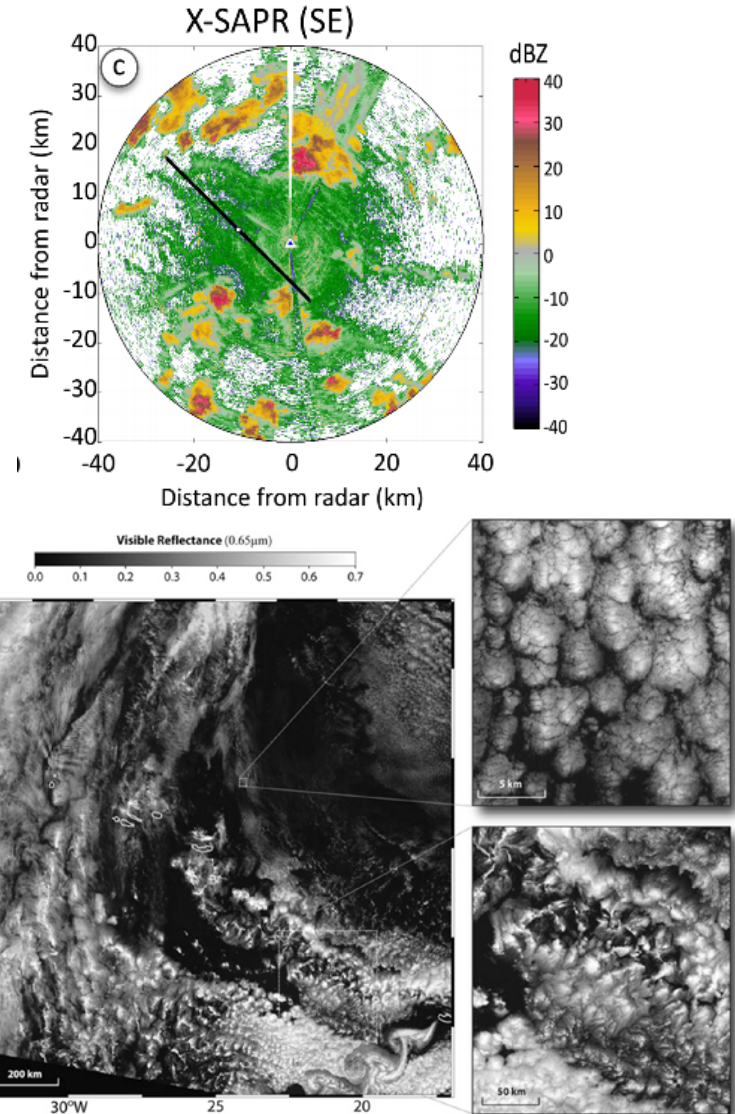 X-SAPR (SE)
c
dBZ
40
30
20
10
0
-10
-20
-30
-40
Distance from radar (km)
-40
-20
0
20
40
Distance from radar (km)
40
30
20
10
0
-10
-20
-30
-40
Visible Reflectance (0.65μm)
0.0 0.1 0.2 0.3 0.4 0.5 0.6 0.7
5 km
200 km
50 km
30°W 25 20